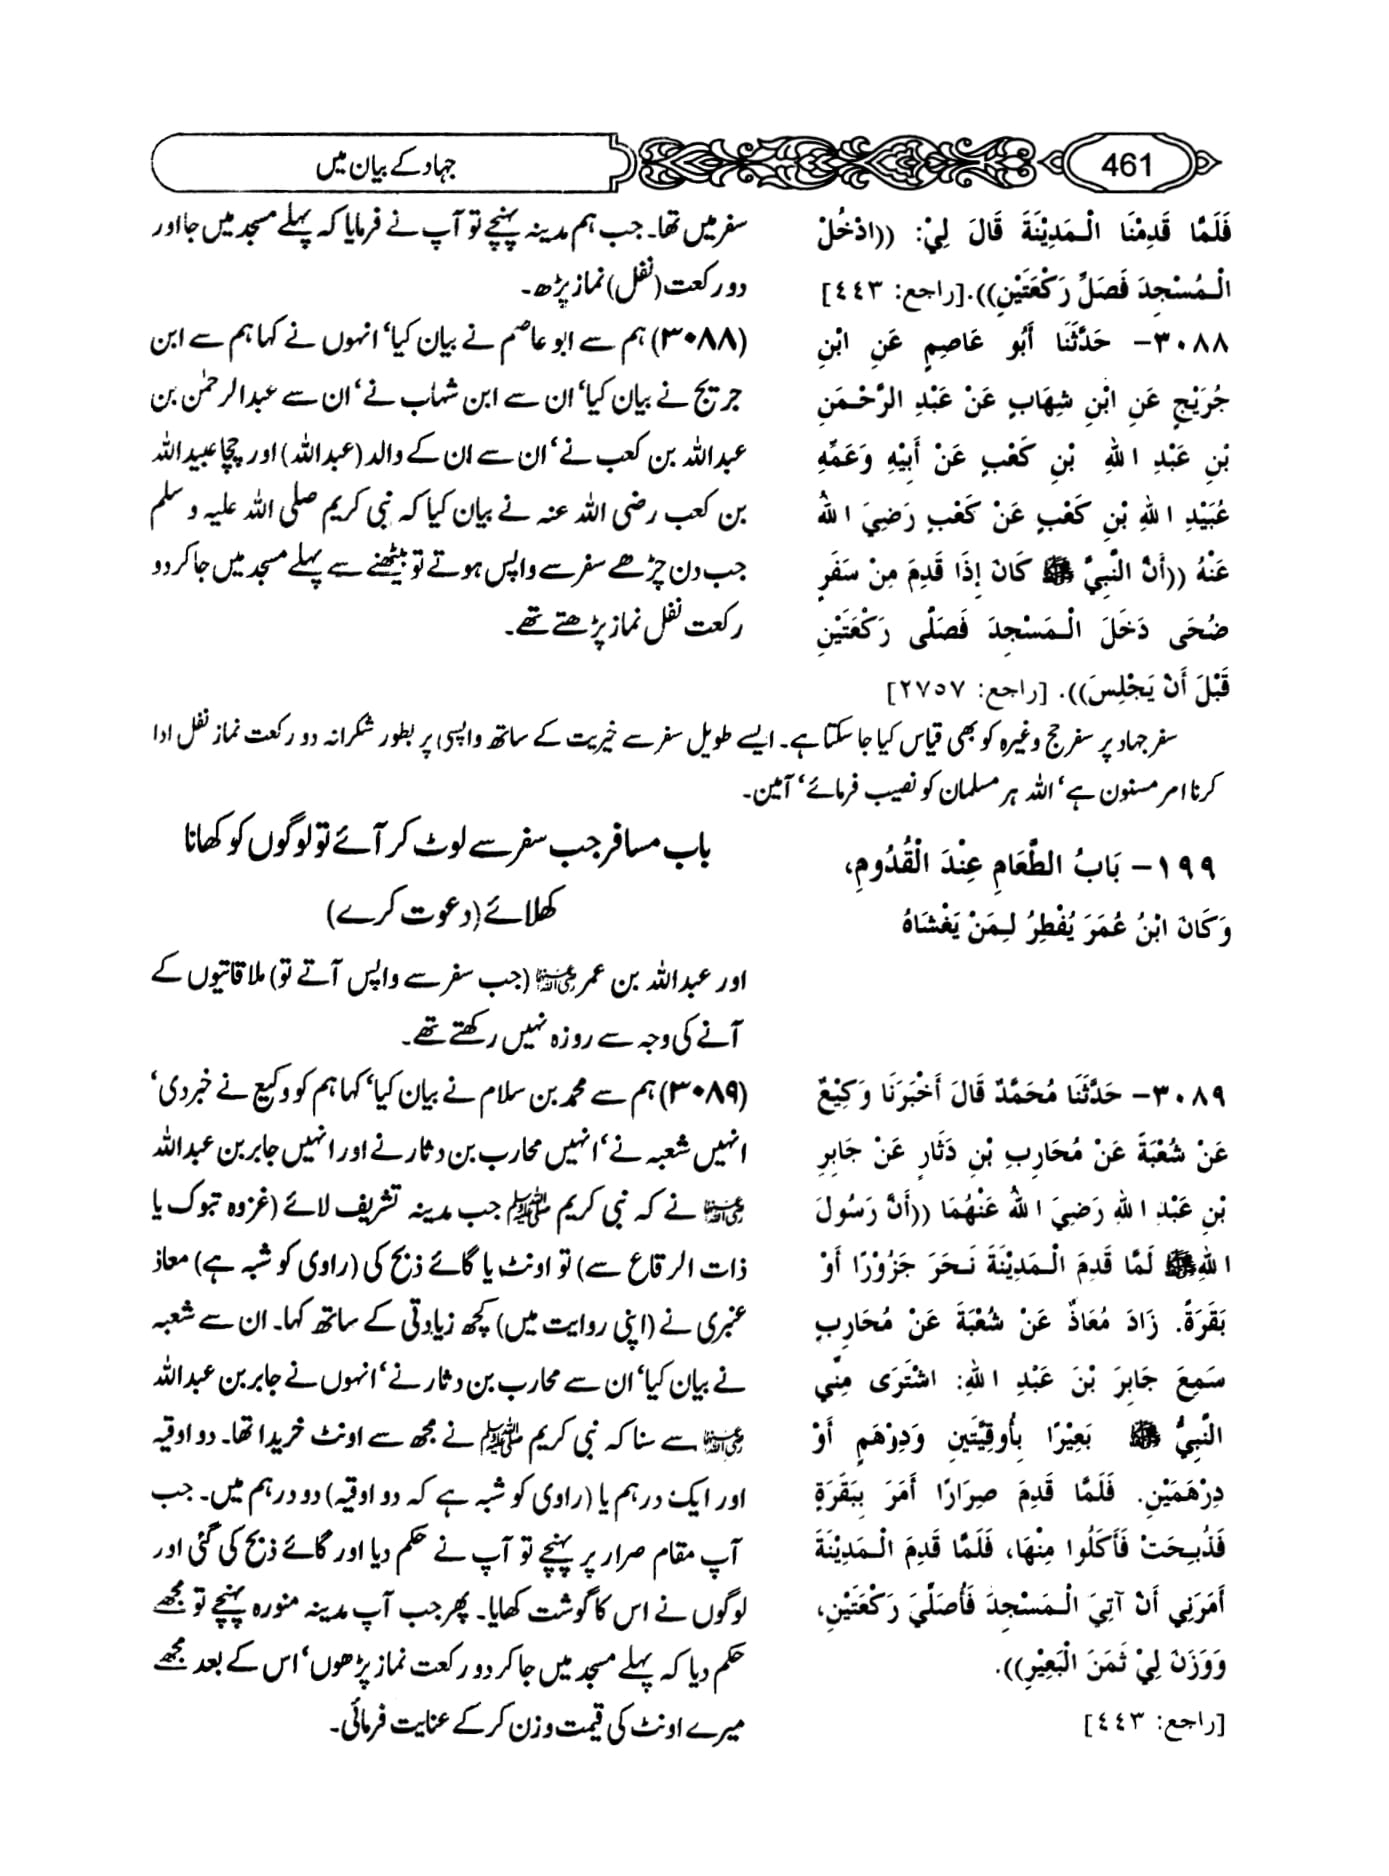 461
جہاد کے بیان میں
فَلَمَّا قَدِمْنَا الْـمَدِيْنَةَ قَالَ لِيْ: ((ادْخُلْ
الْـمُسْجِدَ فَصَلِّ رَكْعَتَيْنِ)).[راجع: ٤٤٣]
٣٠٨٨– حَدَّثَنَا أَبُو عَاصِمٍ عَنِ ابْنِ
جُرَيْجٍ عَنِ ابْنِ شِهَابٍ عَنْ عَبْدِ الرَّحْـمَنِ
بْنِ عَبْدِ اللهِ بْنِ كَعْبٍ عَنْ أَبِيْهِ وَعَمِّهِ
عُبَيْدِ اللهِ بْنِ كَعْبٍ عَنْ كَعْبٍ رَضِيَ اللهُ
عَنْهُ ((أَنَّ النَّبِيَّ ﷺ كَانَ إِذَا قَدِمَ مِنْ سَفَرٍ
ضُحَى دَخَلَ الْـمَسْجِدَ فَصَلَّى رَكْعَتَيْنِ
قَبْلَ أَنْ يَجْلِسَ)). [راجع: ٢٧٥٧]
سفر میں تھا۔ جب ہم مدینہ پہنچے تو آپ نے فرمایا کہ پہلے مسجد میں جا اور
دو رکعت (نفل) نماز پڑھ۔
(۳۰۸۸) ہم سے ابو عاصم نے بیان کیا‘ انہوں نے کہا ہم سے ابن
جریج نے بیان کیا‘ ان سے ابن شہاب نے‘ ان سے عبدالرحمٰن بن
عبداللہ بن کعب نے‘ ان سے ان کے والد (عبداللہ) اور چچا عبیداللہ
بن کعب رضی اللہ عنہ نے بیان کیا کہ نبی کریم صلی اللہ علیہ و سلم
جب دن چڑھے سفر سے واپس ہوتے تو بیٹھنے سے پہلے مسجد میں جا کر دو
رکعت نفل نماز پڑھتے تھے۔
سفر جہاد پر سفر حج وغیرہ کو بھی قیاس کیا جا سکتا ہے۔ ایسے طویل سفر سے خیریت کے ساتھ واپسی پر بطور شکرانہ دو رکعت نماز نفل ادا
کرنا امر مسنون ہے‘ اللہ ہر مسلمان کو نصیب فرمائے‘ آمین۔
١٩٩– بَابُ الطَّعَامِ عِنْدَ الْقُدُومِ،
وَكَانَ ابْنُ عُمَرَ يُفْطِرُ لِـمَنْ يَغْشَاهُ
باب مسافر جب سفر سے لوٹ کر آئے تو لوگوں کو کھانا
کھلائے (دعوت کرے)
اور عبداللہ بن عمر رضی اللہ عنہما (جب سفر سے واپس آتے تو) ملاقاتیوں کے
آنے کی وجہ سے روزہ نہیں رکھتے تھے۔
٣٠٨٩– حَدَّثَنَا مُحَمَّدٌ قَالَ أَخْبَرَنَا وَكِيْعٌ
عَنْ شُعْبَةَ عَنْ مُحَارِبِ بْنِ دَثَارٍ عَنْ جَابِرِ
بْنِ عَبْدِ اللهِ رَضِيَ اللهُ عَنْهُمَا ((أَنَّ رَسُولَ
اللهِ ﷺ لَمَّا قَدِمَ الْـمَدِيْنَةَ نَـحَرَ جَزُوْرًا أَوْ
بَقَرَةً. زَادَ مُعَاذٌ عَنْ شُعْبَةَ عَنْ مُحَارِبٍ
سَمِعَ جَابِرَ بْنَ عَبْدِ اللهِ: اشْتَرَى مِنِّي
النَّبِيُّ ﷺ بَعِيْرًا بِأُوقِيَّتَينِ وَدِرْهَمٍ أَوْ
دِرْهَمَيْنِ. فَلَمَّا قَدِمَ صِرَارًا أَمَرَ بِبَقَرَةٍ
فَذُبِـحَتْ فَأَكَلُوا مِنْهَا، فَلَمَّا قَدِمَ الْـمَدِيْنَةَ
أَمَرَنِي أَنْ آتِيَ الْـمَسْجِدَ فَأُصَلِّيَ رَكْعَتَيْنِ،
وَوَزَنَ لِيْ ثَمَنَ الْبَعِيْرِ)).
[راجع: ٤٤٣]
(۳۰۸۹) ہم سے محمد بن سلام نے بیان کیا‘ کہا ہم کو وکیع نے خبر دی‘
انہیں شعبہ نے‘ انہیں محارب بن دثار نے اور انہیں جابر بن عبداللہ
رضی اللہ عنہما نے کہ نبی کریم ﷺ جب مدینہ تشریف لائے (غزوہ تبوک یا
ذات الرقاع سے) تو اونٹ یا گائے ذبح کی (راوی کو شبہ ہے) معاذ
عنبری نے (اپنی روایت میں) کچھ زیادتی کے ساتھ کہا۔ ان سے شعبہ
نے بیان کیا‘ ان سے محارب بن دثار نے‘ انہوں نے جابر بن عبداللہ
رضی اللہ عنہما سے سنا کہ نبی کریم ﷺ نے مجھ سے اونٹ خریدا تھا۔ دو اوقیہ
اور ایک درہم یا (راوی کو شبہ ہے کہ دو اوقیہ) دو درہم میں۔ جب
آپ مقام صرار پر پہنچے تو آپ نے حکم دیا اور گائے ذبح کی گئی اور
لوگوں نے اس کا گوشت کھایا۔ پھر جب آپ مدینہ منورہ پہنچے تو مجھے
حکم دیا کہ پہلے مسجد میں جا کر دو رکعت نماز پڑھوں‘ اس کے بعد مجھے
میرے اونٹ کی قیمت وزن کر کے عنایت فرمائی۔